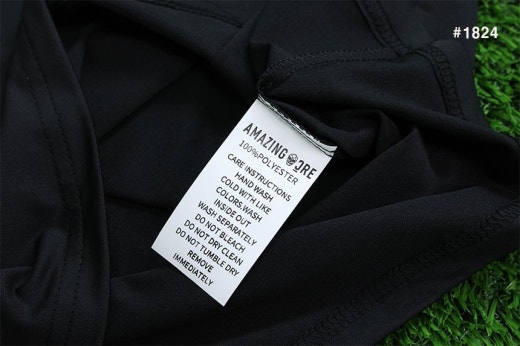 #1824
AMAZING CORE
100%POLYESTER
CARE INSTRUCTIONS
HAND WASH
COLD WITH LIKE
COLORS.WASH
INSIDE OUT
WASH SEPARATELY
DO NOT BLEACH
DO NOT DRY CLEAN
DO NOT TUMBLE DRY
REMOVE
IMMEDIATELY